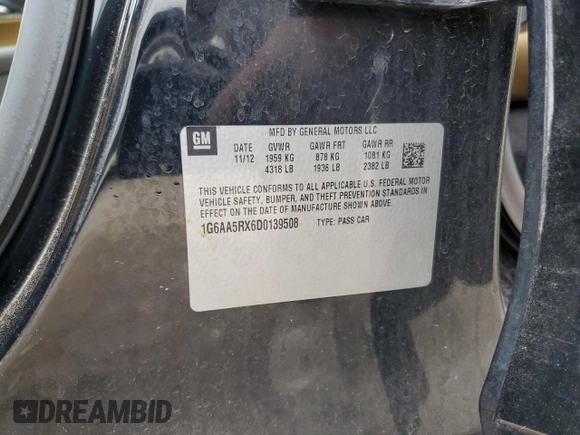 GM
MFD BY GENERAL MOTORS LLC
DATE GVWR GAWR FRT GAWR RR
11/12 1959 KG 878 KG 1081 KG
4318 LB 1936 LB 2382 LB
THIS VEHICLE CONFORMS TO ALL APPLICABLE U.S. FEDERAL MOTOR
VEHICLE SAFETY, BUMPER, AND THEFT PREVENTION STANDARDS IN
EFFECT ON THE DATE OF MANUFACTURE SHOWN ABOVE.
1G6AA5RX6D0139508 TYPE: PASS CAR
DREAMBID